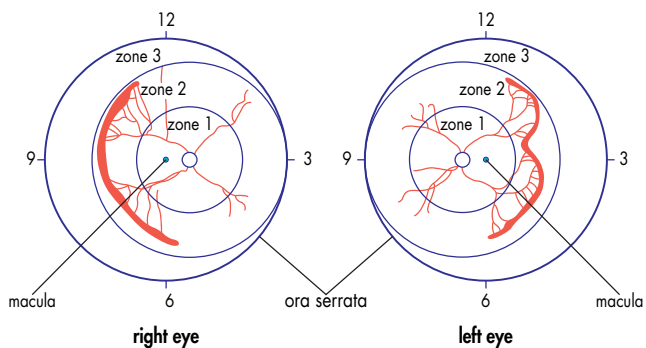 12
12
zone 3
zone 3
zone 2
zone 2
zone 1
zone 1
9
3
9
3
macula
6
ora serrata
6
macula
right eye
left eye